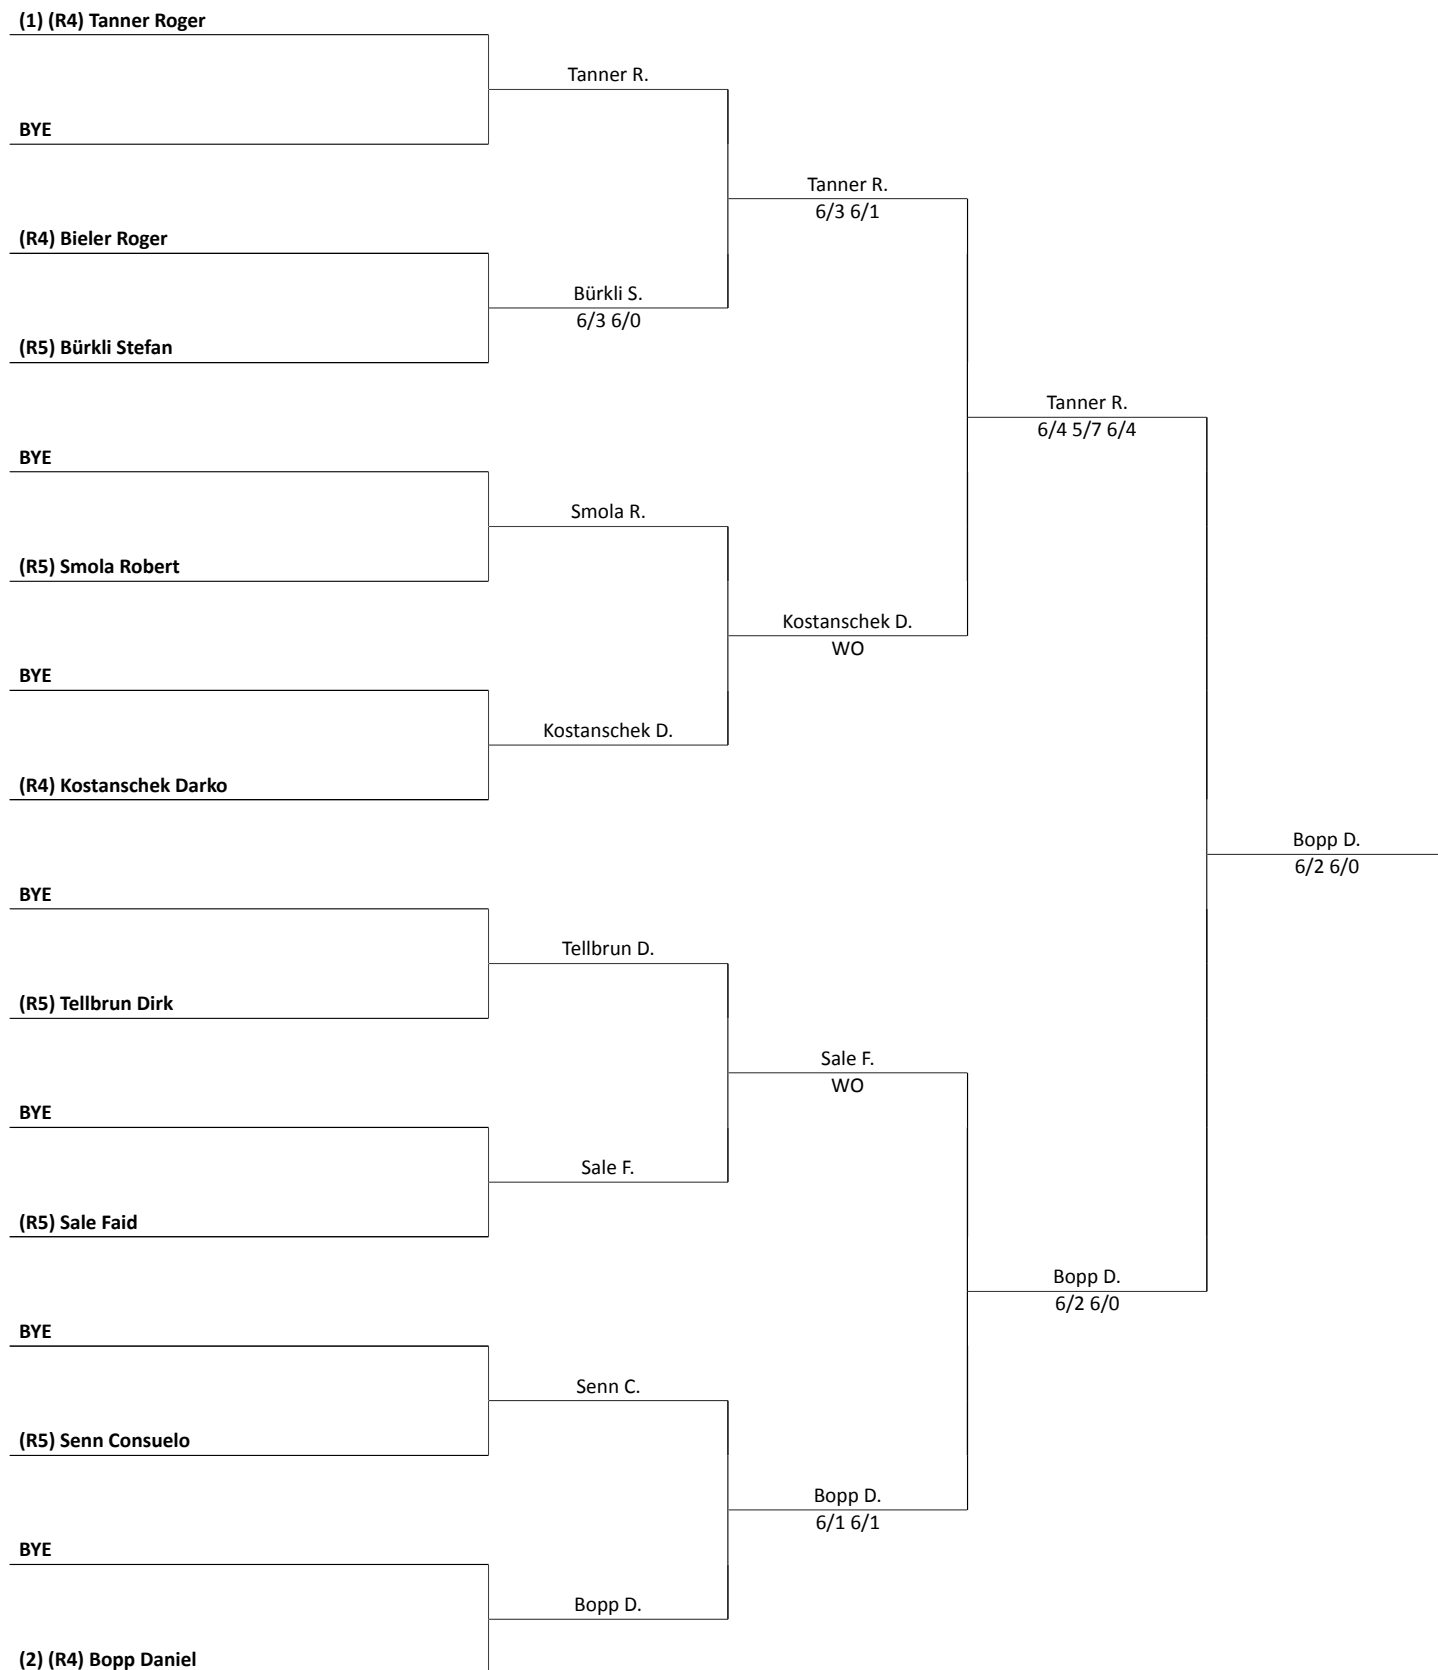 (1) (R4) Tanner Roger
Tanner R.
BYE
Tanner R.
6/3 6/1
(R4) Bieler Roger
Bürkli S.
6/3 6/0
(R5) Bürkli Stefan
Tanner R.
6/4 5/7 6/4
BYE
Smola R.
(R5) Smola Robert
Kostanschek D.
WO
BYE
Kostanschek D.
(R4) Kostanschek Darko
Bopp D.
6/2 6/0
BYE
Tellbrun D.
(R5) Tellbrun Dirk
Sale F.
WO
BYE
Sale F.
(R5) Sale Faid
Bopp D.
6/2 6/0
BYE
Senn C.
(R5) Senn Consuelo
Bopp D.
6/1 6/1
BYE
Bopp D.
(2) (R4) Bopp Daniel